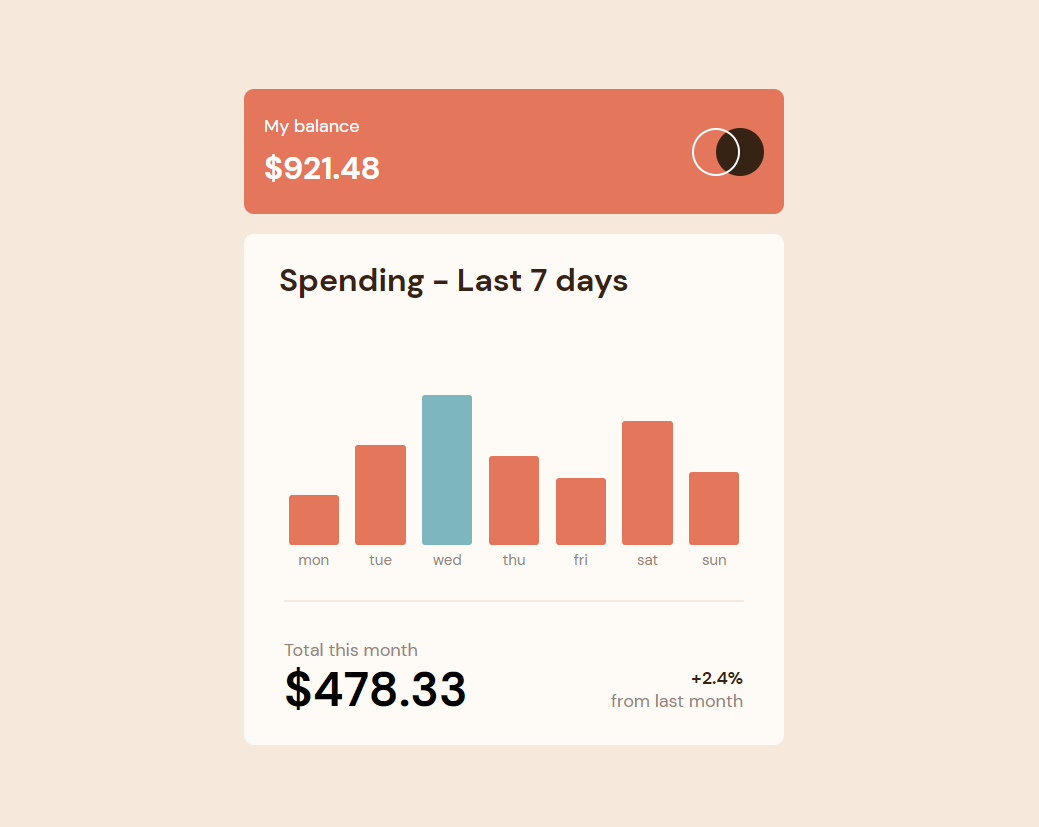 My balance
$921.48
Spending - Last 7 days
mon tue wed thu fri sat sun
Total this month
$478.33
+2.4%
from last month